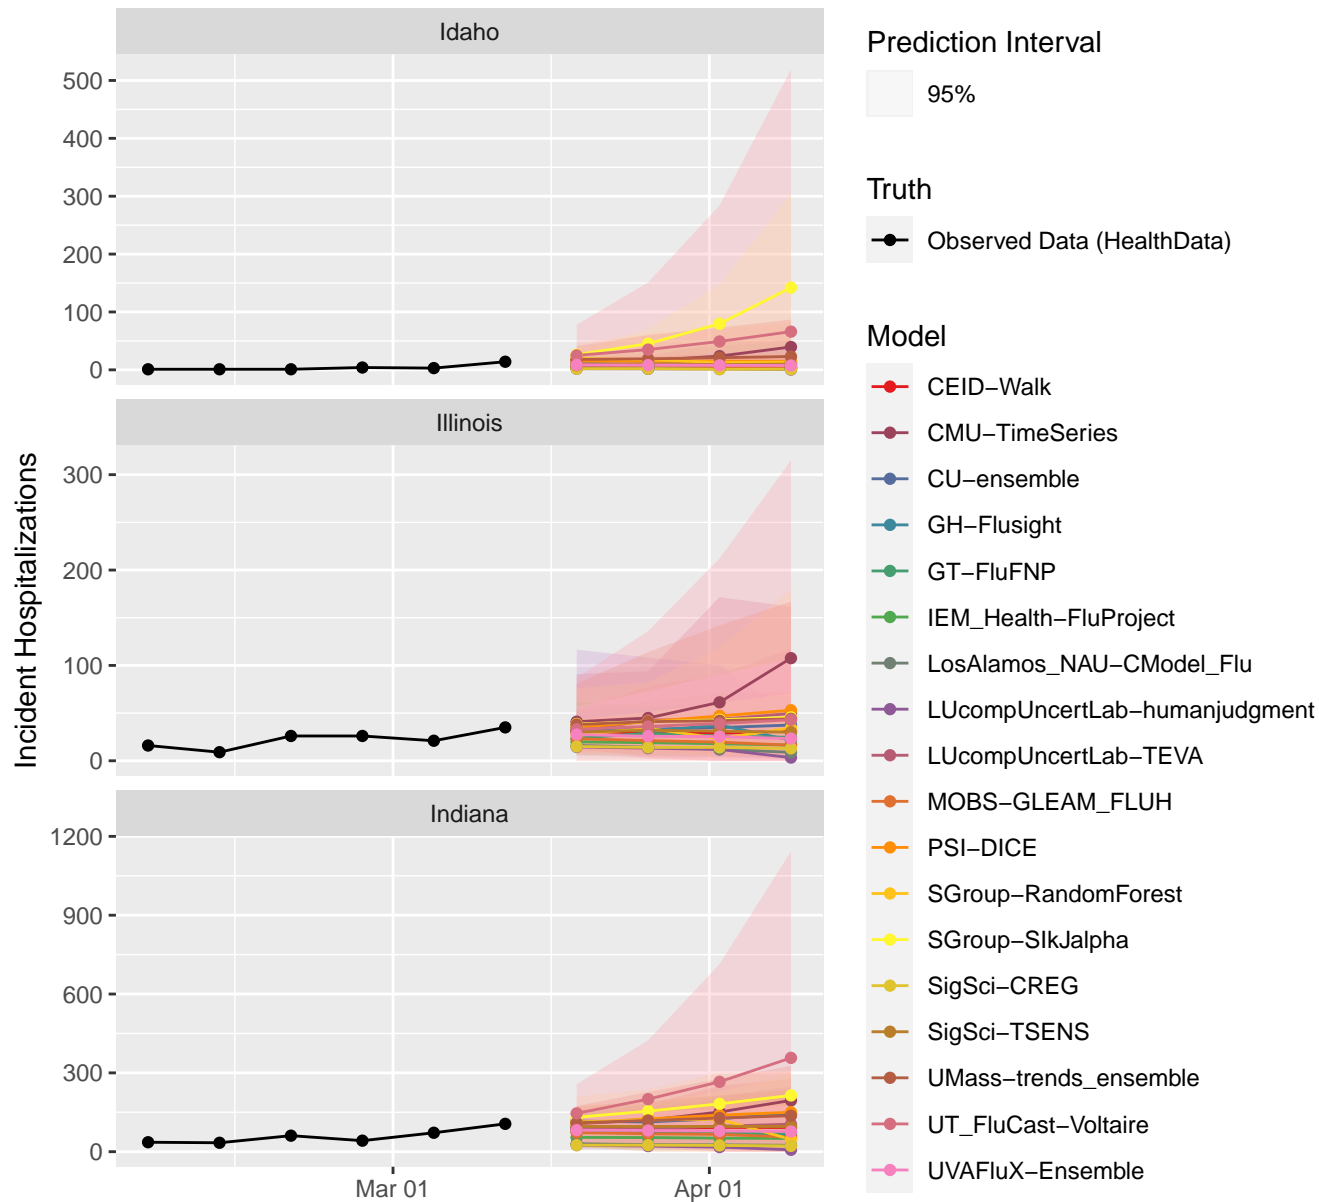 Idaho
500
400
300
200
100
0
Illinois
300
200
100
0
Indiana
1200
900
600
300
0
Mar 01
Apr 01
Incident Hospitalizations
Prediction Interval
95%
Truth
Observed Data (HealthData)
Model
CEID−Walk
CMU−TimeSeries
CU−ensemble
GH−Flusight
GT−FluFNP
IEM_Health−FluProject
LosAlamos_NAU−CModel_Flu
LUcompUncertLab−humanjudgment
LUcompUncertLab−TEVA
MOBS−GLEAM_FLUH
PSI−DICE
SGroup−RandomForest
SGroup−SIkJalpha
SigSci−CREG
SigSci−TSENS
UMass−trends_ensemble
UT_FluCast−Voltaire
UVAFluX−Ensemble